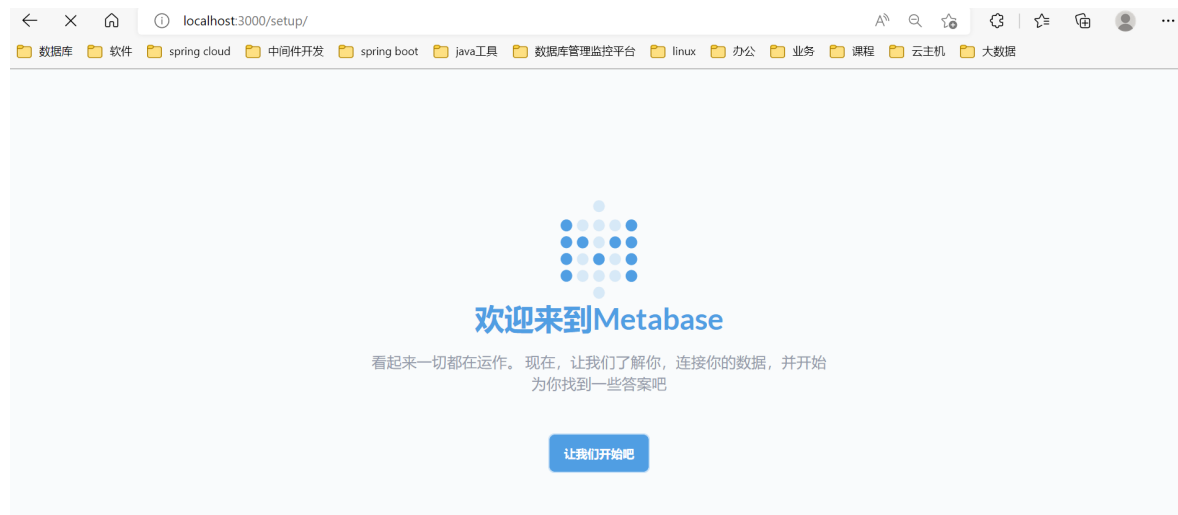 localhost:3000/setup/
数据库 软件 spring cloud 中间件开发 spring boot java工具 数据库管理监控平台 linux 办公 业务 课程 云主机 大数据
欢迎来到Metabase
看起来一切都在运作。 现在，让我们了解你，连接你的数据，并开始
为你找到一些答案吧
让我们开始吧